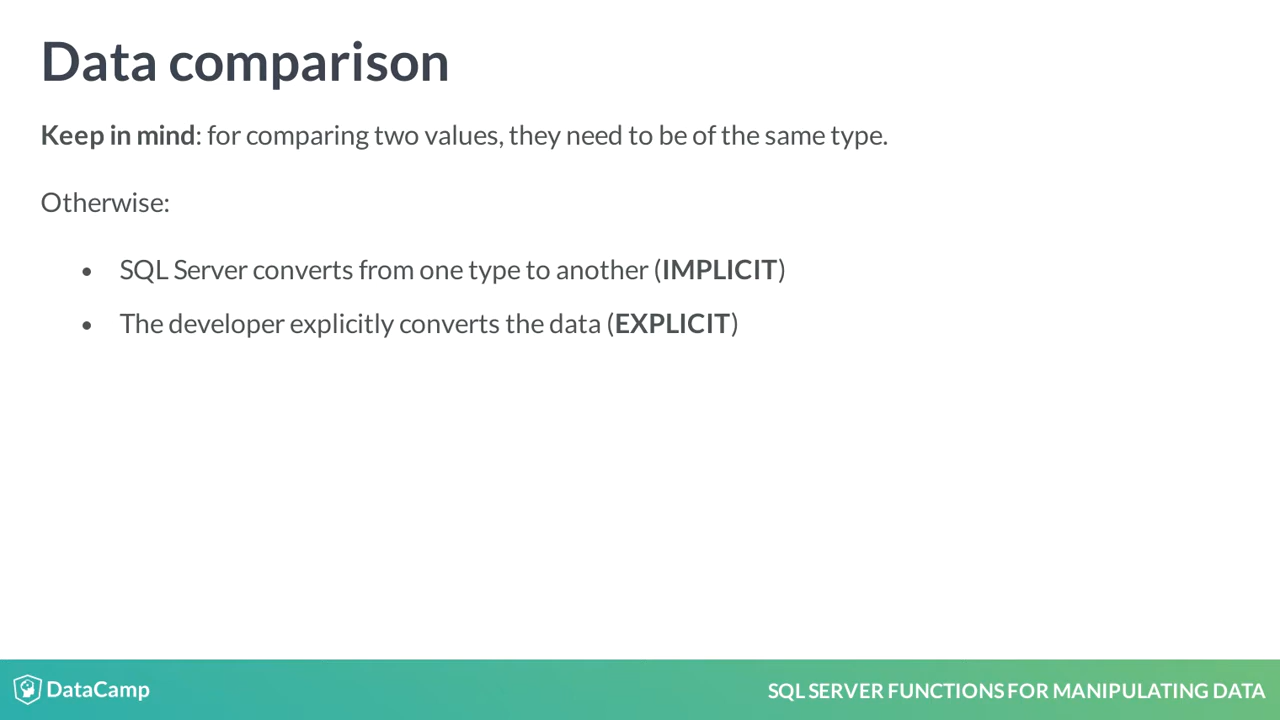 Data comparison
Keep in mind: for comparing two values, they need to be of the same type.
Otherwise:
• SQL Server converts from one type to another (IMPLICIT)
• The developer explicitly converts the data (EXPLICIT)
DataCamp
SQL SERVER FUNCTIONS FOR MANIPULATING DATA